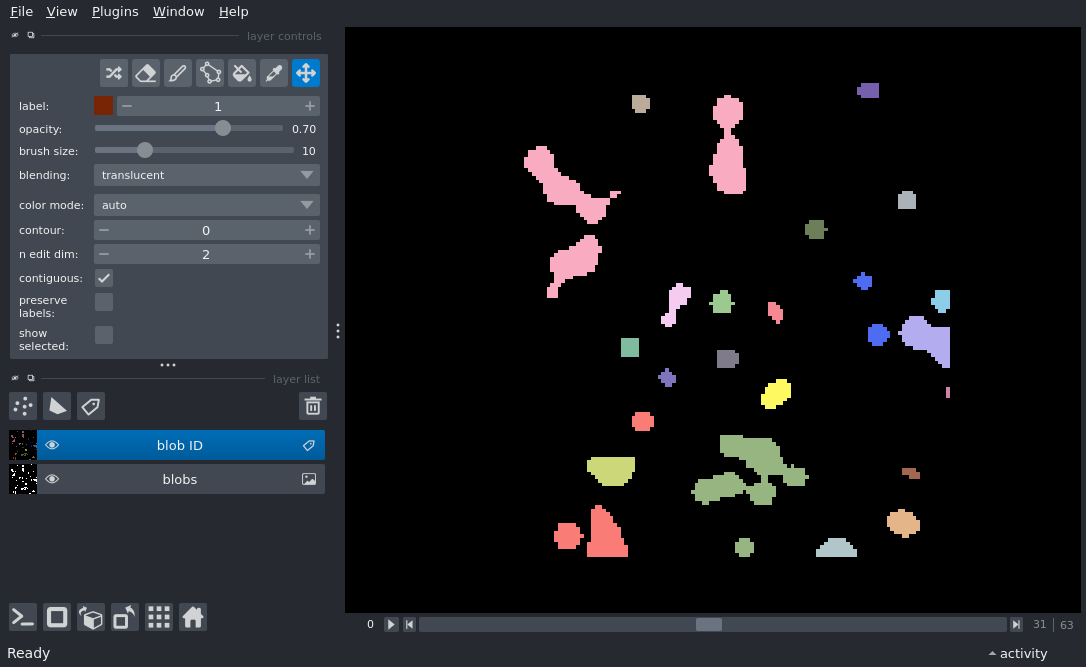 File View Plugins Window Help
layer controls
label: 1
opacity: 0.70
brush size: 10
blending: translucent
color mode: auto
contour: 0
n edit dim: 2
contiguous:
preserve
labels:
show
selected:
layer list
blob ID
blobs
0 31 | 63
Ready activity